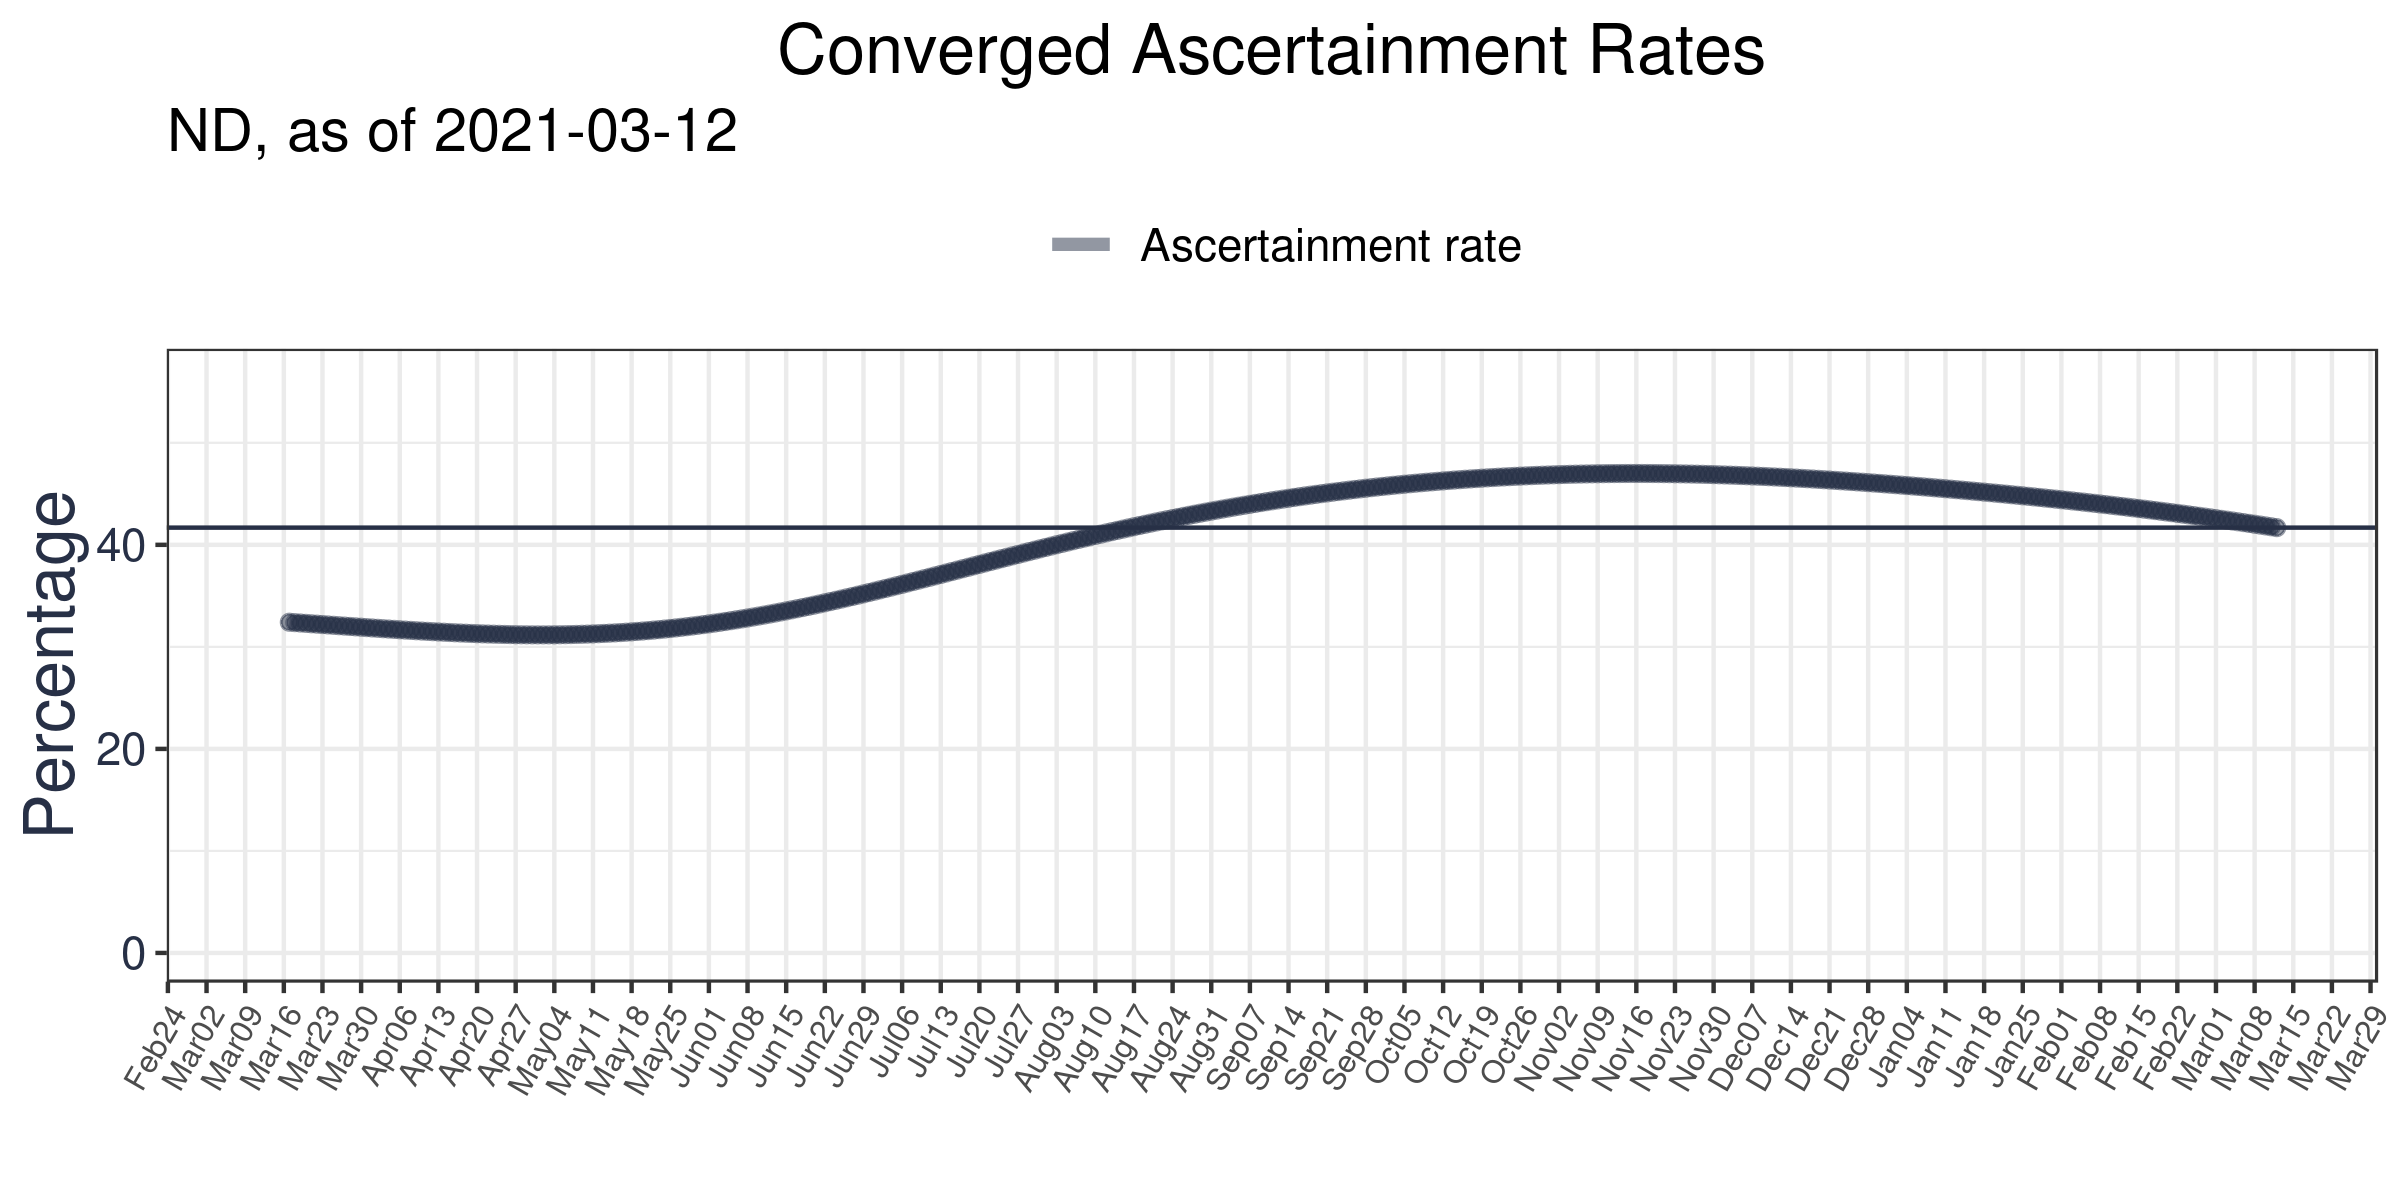 Converged Ascertainment Rates
ND, as of 2021-03-12
Ascertainment rate
Percentage
40
20
0
Feb24 Mar02 Mar09 Mar16 Mar23 Mar30 Apr06 Apr13 Apr20 Apr27 May04 May11 May18 May25 Jun01 Jun08 Jun15 Jun22 Jun29 Jul06 Jul13 Jul20 Jul27 Aug03 Aug10 Aug17 Aug24 Aug31 Sep07 Sep14 Sep21 Sep28 Oct05 Oct12 Oct19 Oct26 Nov02 Nov09 Nov16 Nov23 Nov30 Dec07 Dec14 Dec21 Dec28 Jan04 Jan11 Jan18 Jan25 Feb01 Feb08 Feb15 Feb22 Mar01 Mar08 Mar15 Mar22 Mar29